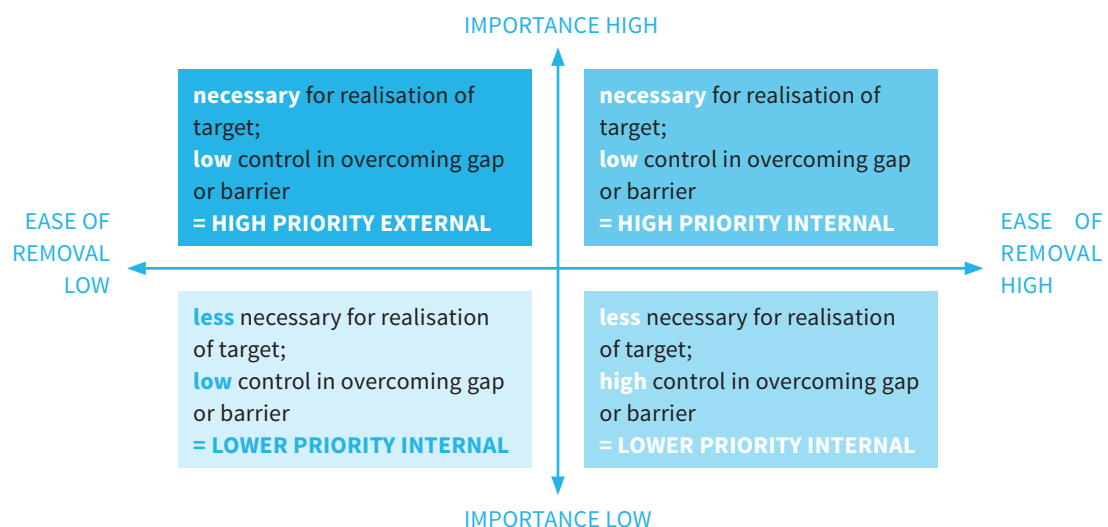 IMPORTANCE HIGH
necessary for realisation of
target;
low control in overcoming gap
or barrier
= HIGH PRIORITY EXTERNAL
necessary for realisation of
target;
low control in overcoming gap
or barrier
= HIGH PRIORITY INTERNAL
EASE OF
REMOVAL
LOW
EASE OF
REMOVAL
HIGH
less necessary for realisation
of target;
low control in overcoming gap
or barrier
= LOWER PRIORITY INTERNAL
less necessary for realisation
of target;
high control in overcoming gap
or barrier
= LOWER PRIORITY INTERNAL
IMPORTANCE LOW